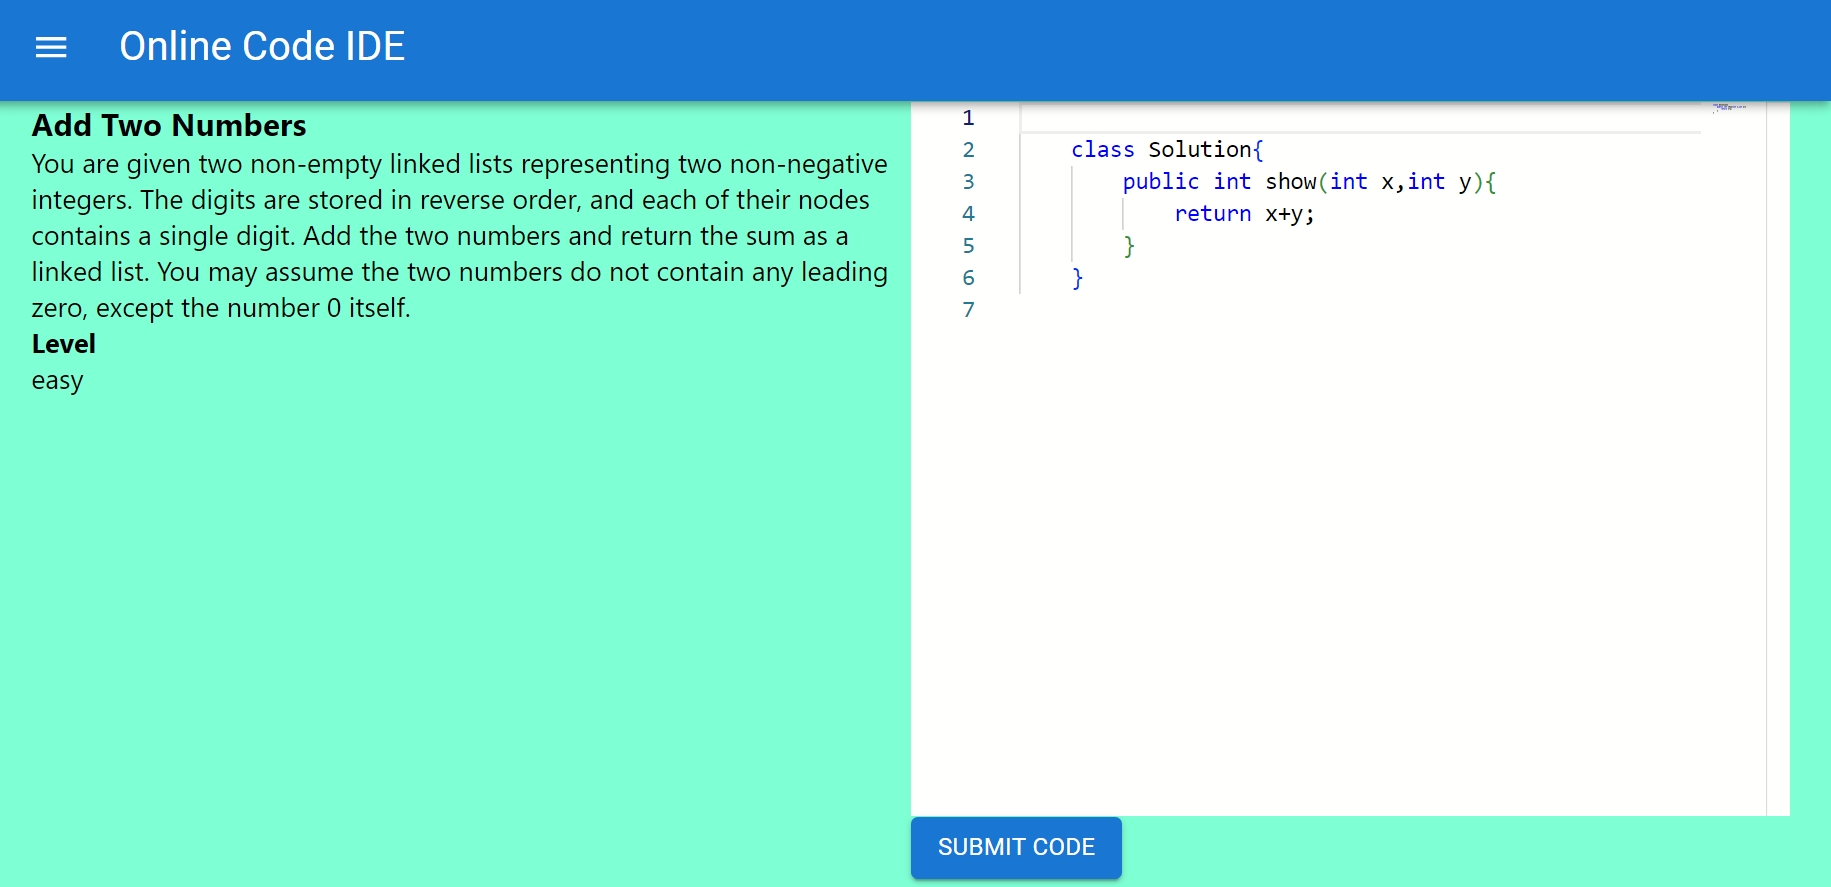 Online Code IDE
Add Two Numbers
You are given two non-empty linked lists representing two non-negative
integers. The digits are stored in reverse order, and each of their nodes
contains a single digit. Add the two numbers and return the sum as a
linked list. You may assume the two numbers do not contain any leading
zero, except the number 0 itself.
Level
easy
1
2 class Solution{
3 public int show(int x,int y){
4 return x+y;
5 }
6 }
7
SUBMIT CODE